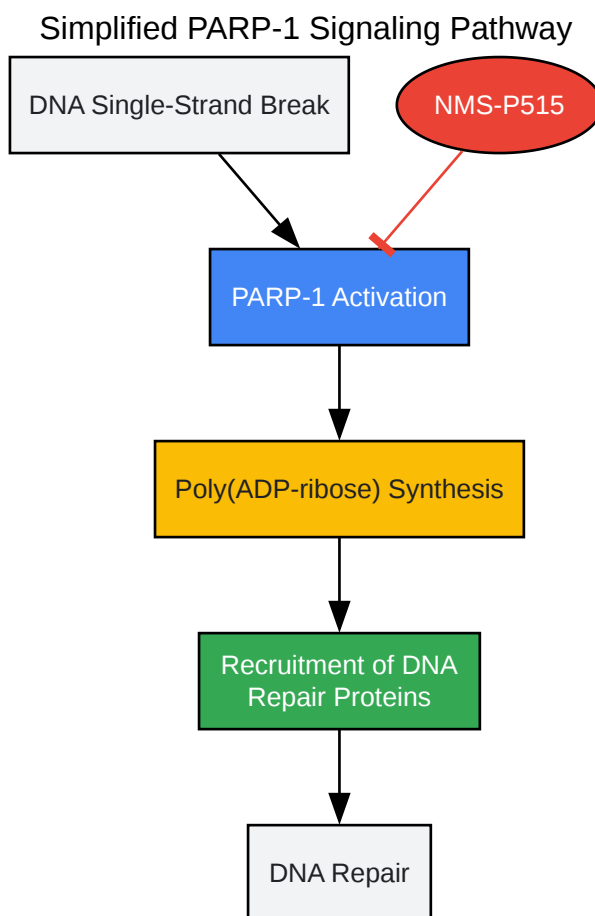 Simplified PARP-1 Signaling Pathway
DNA Single-Strand Break
NMS-P515
PARP-1 Activation
Poly(ADP-ribose) Synthesis
Recruitment of DNA
Repair Proteins
DNA Repair